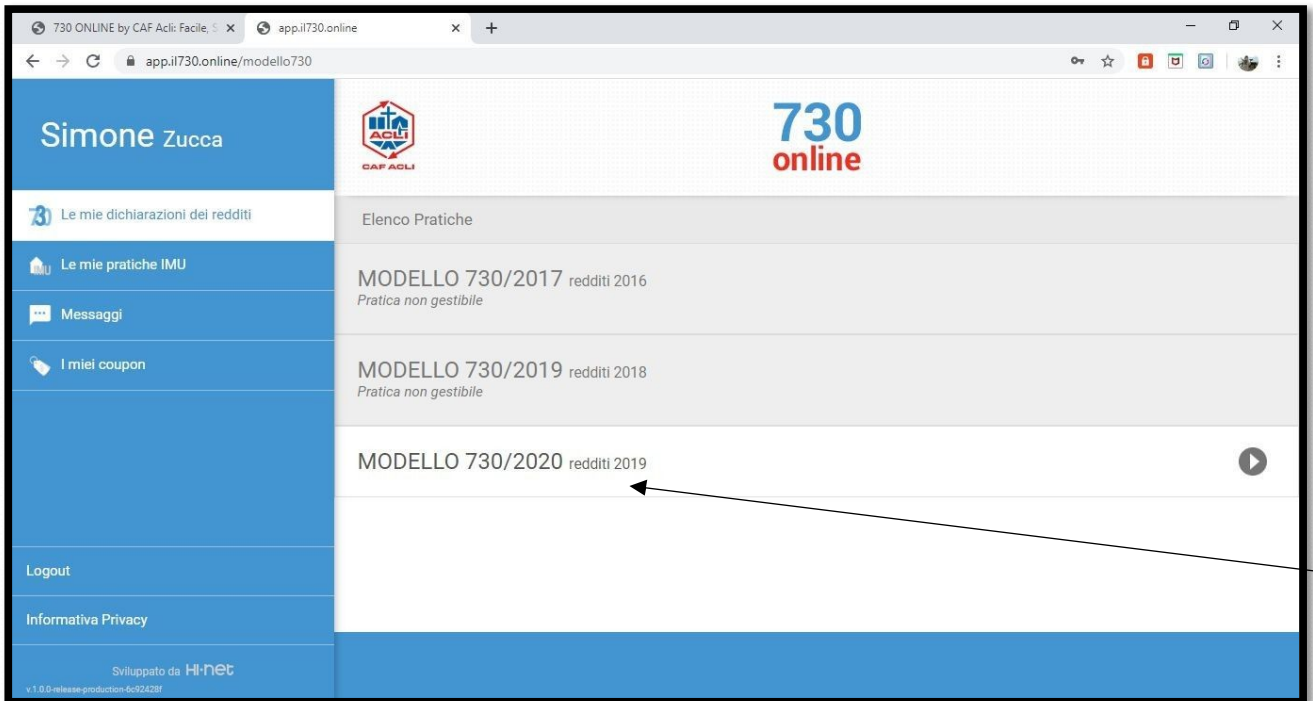 730 ONLINE by CAF Acli: Facile, S
app.il730.online
app.il730.online/modello730
Simone Zucca
ACLI
CAF ACLI
730
online
730 Le mie dichiarazioni dei redditi
IMU Le mie pratiche IMU
Messaggi
I miei coupon
Elenco Pratiche
MODELLO 730/2017 redditi 2016
Pratica non gestibile
MODELLO 730/2019 redditi 2018
Pratica non gestibile
MODELLO 730/2020 redditi 2019
Logout
Informativa Privacy
Sviluppato da HI-net
v.1.0.0-release-production-6c92428f